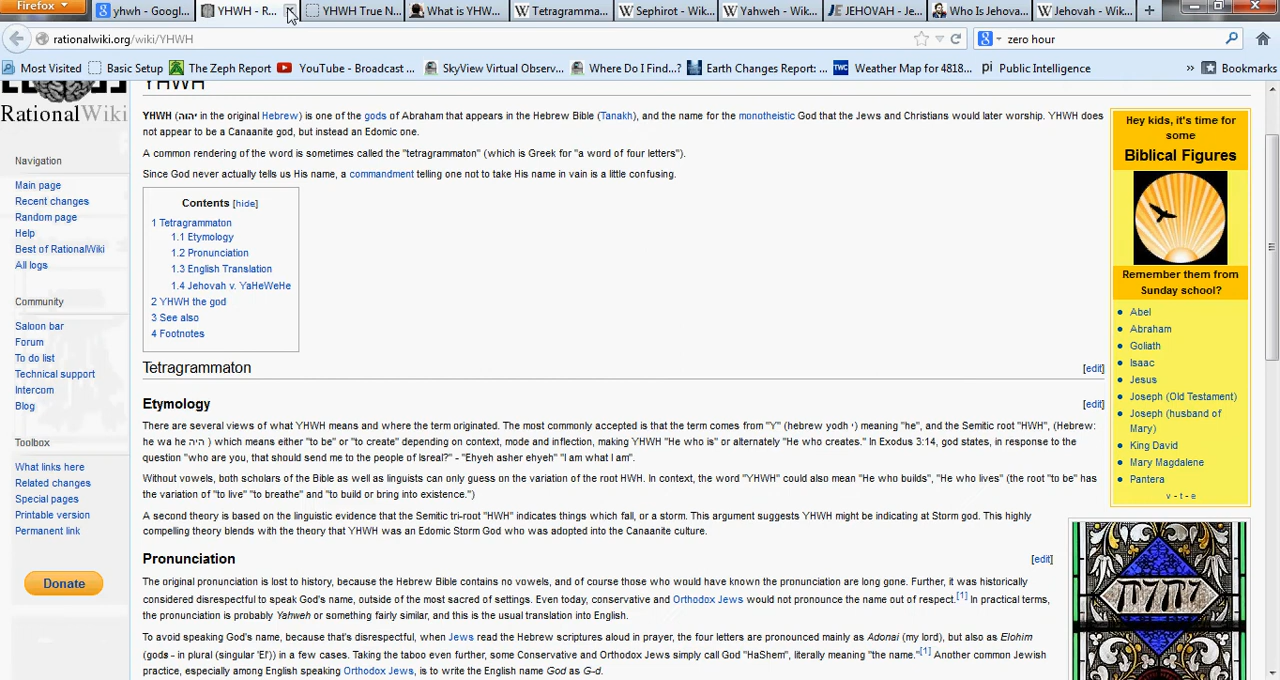 Firefox
yhwh - Googl...
YHWH - R...
YHWH True N...
What is YHW...
Tetragramma...
Sephirot - Wik...
Yahweh - Wik...
JEHOVAH - Je...
Who Is Jehova...
Jehovah - Wik...
rationalwiki.org/wiki/YHWH
zero hour
Most Visited
Basic Setup
The Zeph Report
YouTube - Broadcast ...
SkyView Virtual Observ...
Where Do I Find...?
Earth Changes Report: ...
Weather Map for 4818...
Public Intelligence
Bookmarks
RationalWiki
Navigation
Main page
Recent changes
Random page
Help
Best of RationalWiki
All logs
Community
Saloon bar
Forum
To do list
Technical support
Intercom
Blog
Toolbox
What links here
Related changes
Special pages
Printable version
Permanent link
Donate
YHWH
YHWH (יהוה in the original Hebrew) is one of the gods of Abraham that appears in the Hebrew Bible (Tanakh), and the name for the monotheistic God that the Jews and Christians would later worship. YHWH does
not appear to be a Canaanite god, but instead an Edomic one.
A common rendering of the word is sometimes called the "tetragrammaton" (which is Greek for "a word of four letters").
Since God never actually tells us His name, a commandment telling one not to take His name in vain is a little confusing.
Contents [hide]
1 Tetragrammaton
1.1 Etymology
1.2 Pronunciation
1.3 English Translation
1.4 Jehovah v. YaHeWeHe
2 YHWH the god
3 See also
4 Footnotes
Tetragrammaton [edit]
Etymology [edit]
There are several views of what YHWH means and where the term originated. The most commonly accepted is that the term comes from "Y" (hebrew yodh י) meaning "he", and the Semitic root "HWH", (Hebrew:
he wa he היה ) which means either "to be" or "to create" depending on context, mode and inflection, making YHWH "He who is" or alternately "He who creates." In Exodus 3:14, god states, in response to the
question "who are you, that should send me to the people of Isreal?" - "Ehyeh asher ehyeh" "I am what I am".
Without vowels, both scholars of the Bible as well as linguists can only guess on the variation of the root HWH. In context, the word "YHWH" could also mean "He who builds", "He who lives" (the root "to be" has
the variation of "to live" "to breathe" and "to build or bring into existence.")
A second theory is based on the linguistic evidence that the Semitic tri-root "HWH" indicates things which fall, or a storm. This argument suggests YHWH might be indicating at Storm god. This highly
compelling theory blends with the theory that YHWH was an Edomic Storm God who was adopted into the Canaanite culture.
Pronunciation [edit]
The original pronunciation is lost to history, because the Hebrew Bible contains no vowels, and of course those who would have known the pronunciation are long gone. Further, it was historically
considered disrespectful to speak God's name, outside of the most reverend of settings. Even today, conservative and Orthodox Jews would not pronounce the name out of respect.[1] In practical terms,
the pronunciation is probably Yahweh or something fairly similar, and this is the usual translation into English.
To avoid speaking God's name, because that's disrespectful, when Jews read the Hebrew scriptures aloud in prayer, the four letters are pronounced mainly as Adonai (my lord), but also as Elohim
(gods - in plural (singular 'El')) in a few cases. Taking the taboo even further, some Conservative and Orthodox Jews simply call God "HaShem", literally meaning "the name."[1] Another common Jewish
practice, especially among English speaking Orthodox Jews, is to write the English name God as G-d.
Hey kids, it's time for
some
Biblical Figures
Remember them from
Sunday school?
Abel
Abraham
Goliath
Isaac
Jesus
Joseph (Old Testament)
Joseph (husband of
Mary)
King David
Mary Magdalene
Pantera
v - t - e
יהוה